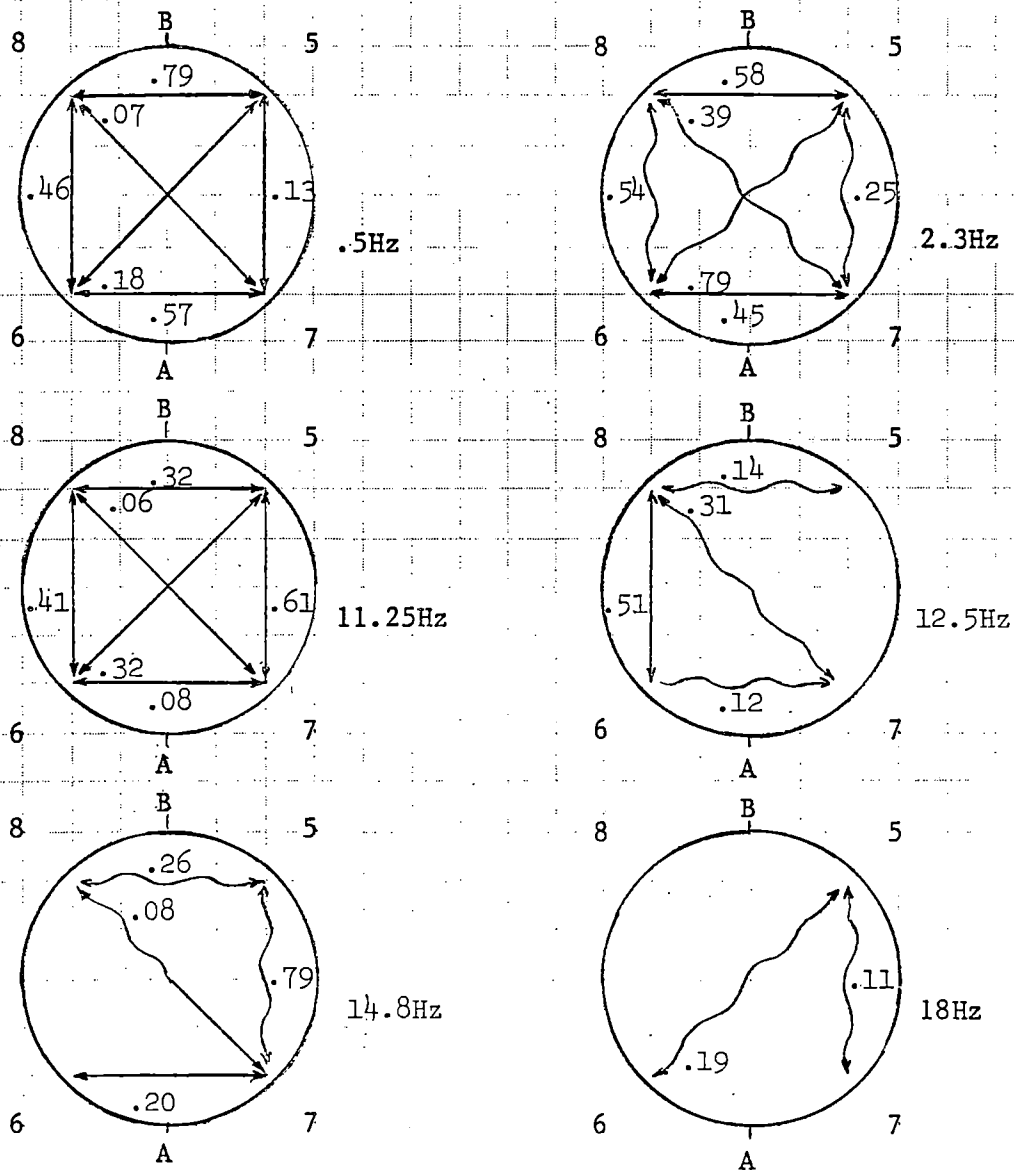 B B
8 5 8 5
.79 .58
.07 .39
.46 .13 .54 .25
.5Hz 2.3Hz
.18 .79
.57 .45
6 7 6 7
A A
B B
8 5 8 5
.32 .14
.06 .31
.41 .61 .51
11.25Hz 12.5Hz
.32
.08 .12
6 7 6 7
A A
B B
8 5 8 5
.26
.08
.79 .11
14.8Hz 18Hz
.19
.20
6 7 6 7
A A